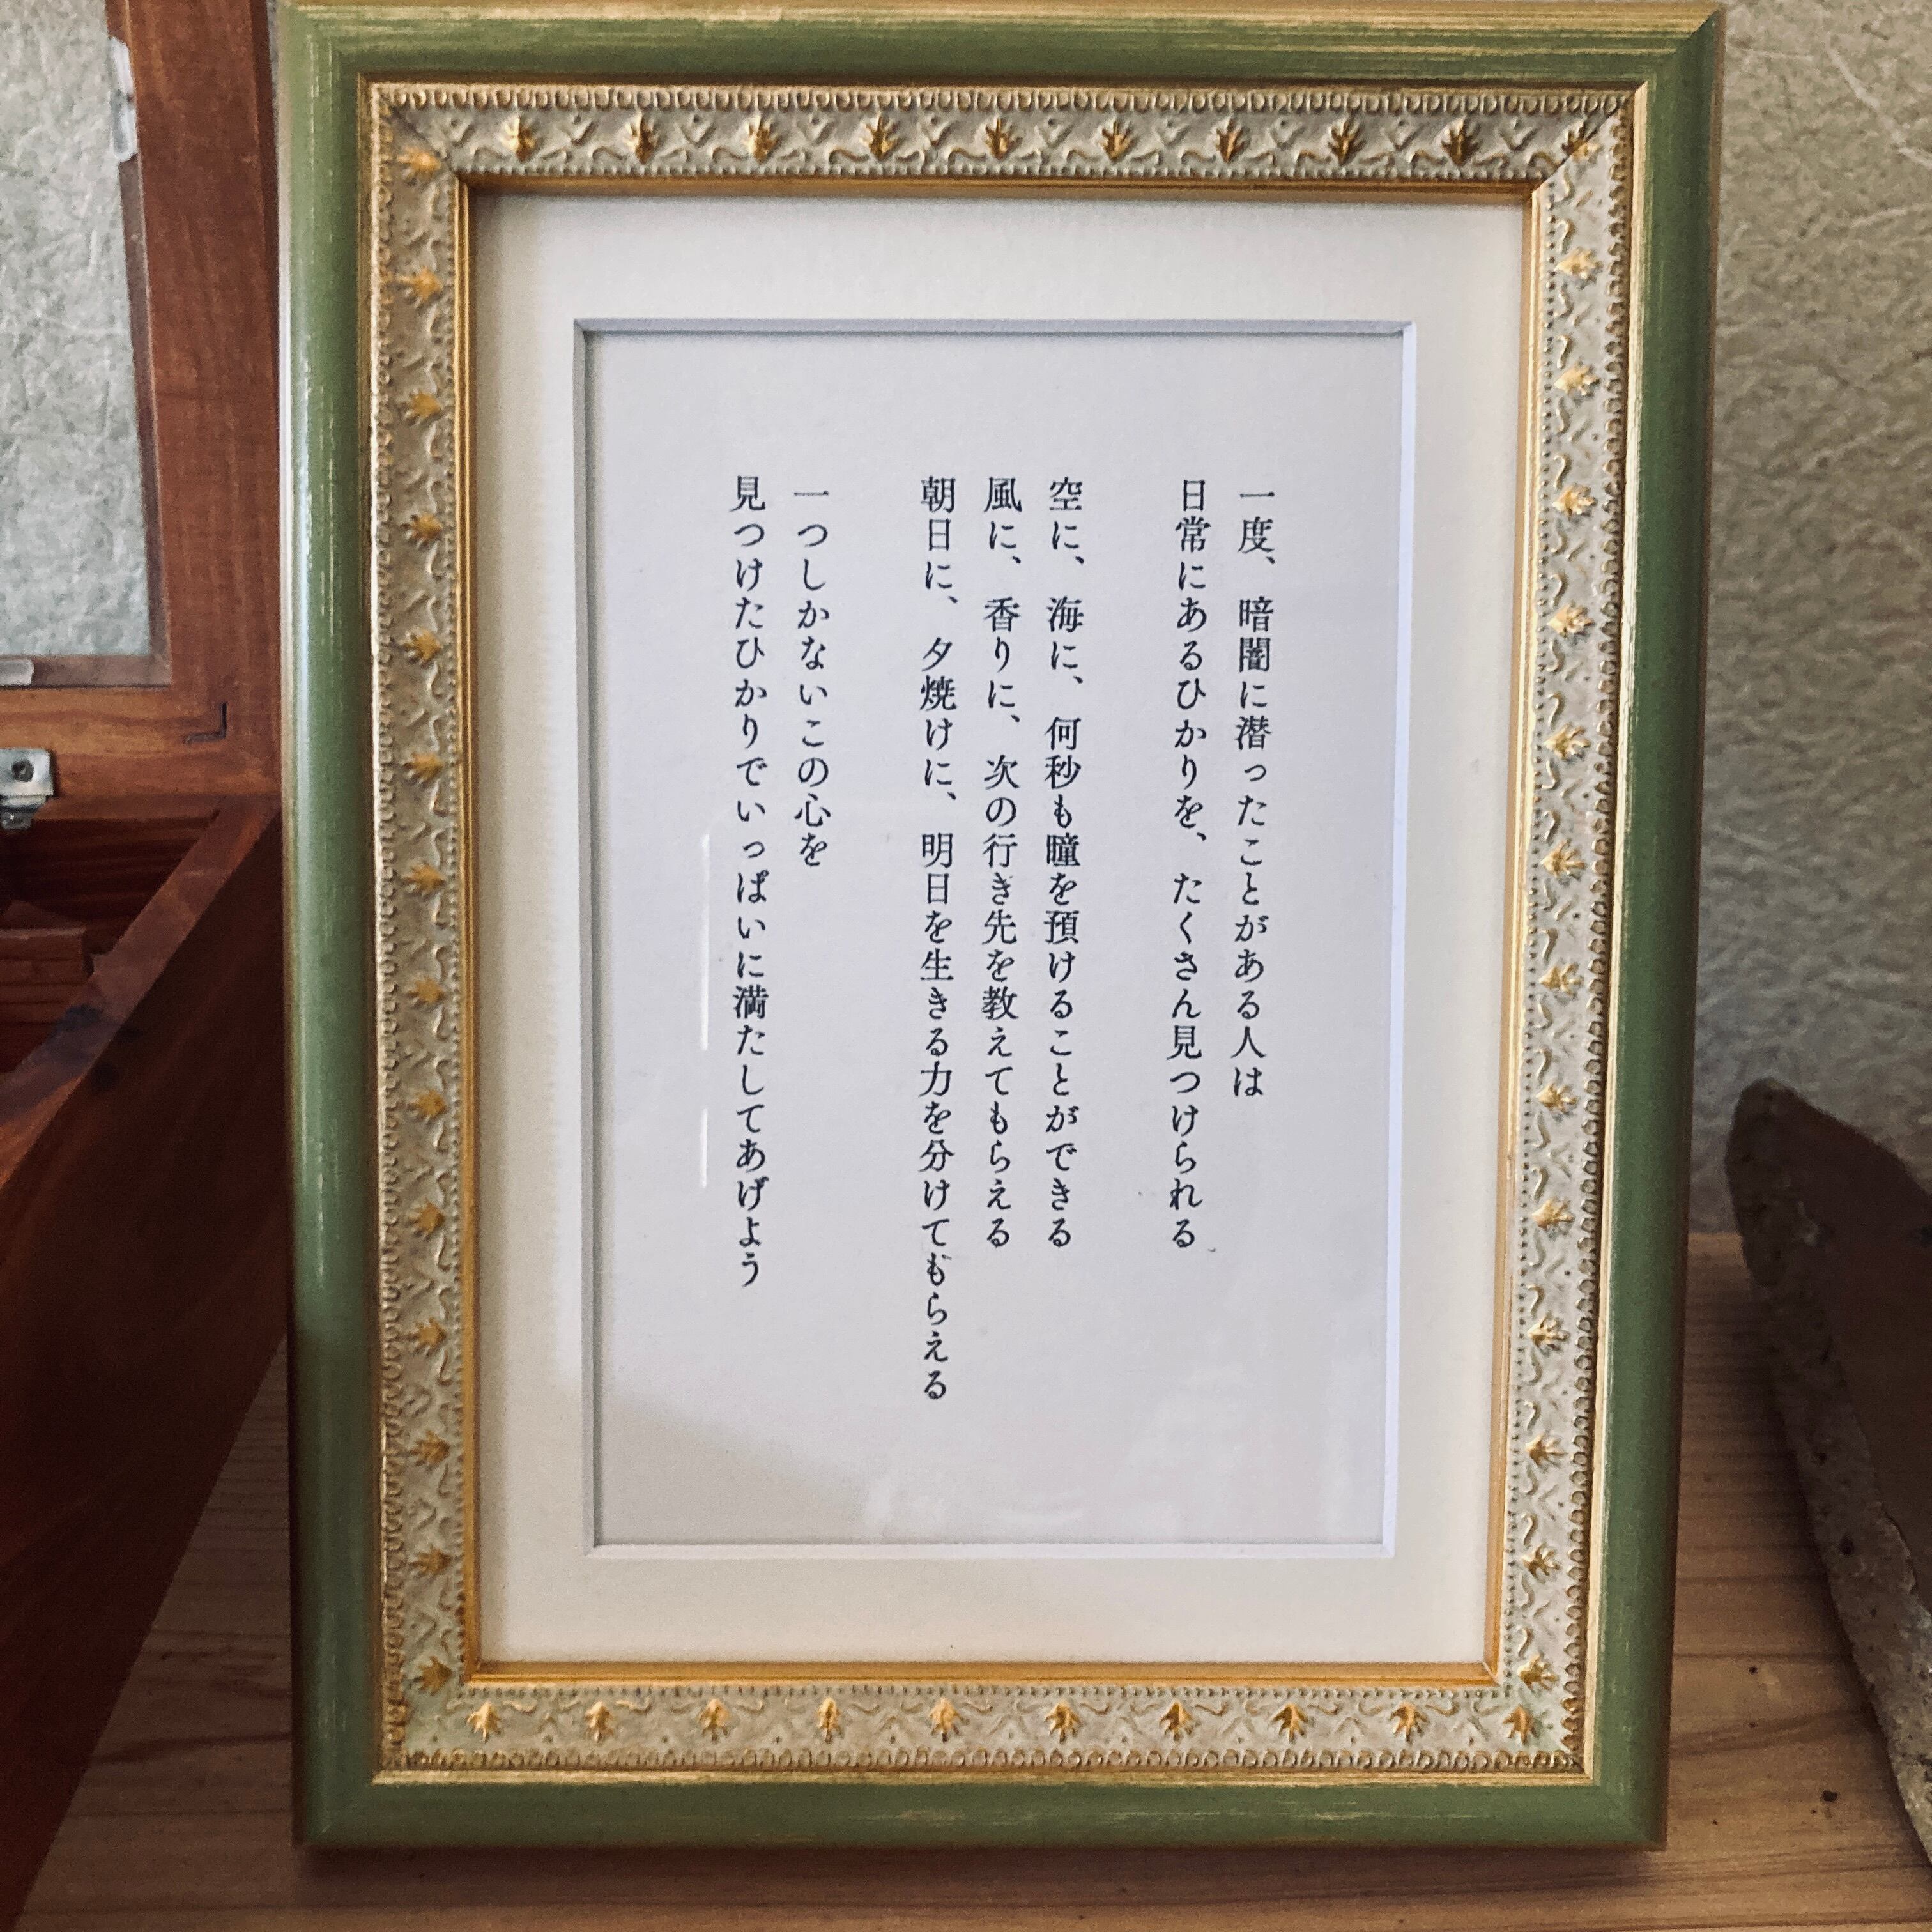 一度、暗闇に潜ったことがある人は
日常にあるひかりを、たくさん見つけられる
空に、海に、何秒も瞳を預けることができる
風に、香りに、次の行き先を教えてもらえる
朝日に、夕焼けに、明日を生きる力を分けてもらえる
一つしかないこの心を
見つけたひかりでいっぱいに満たしてあげよう